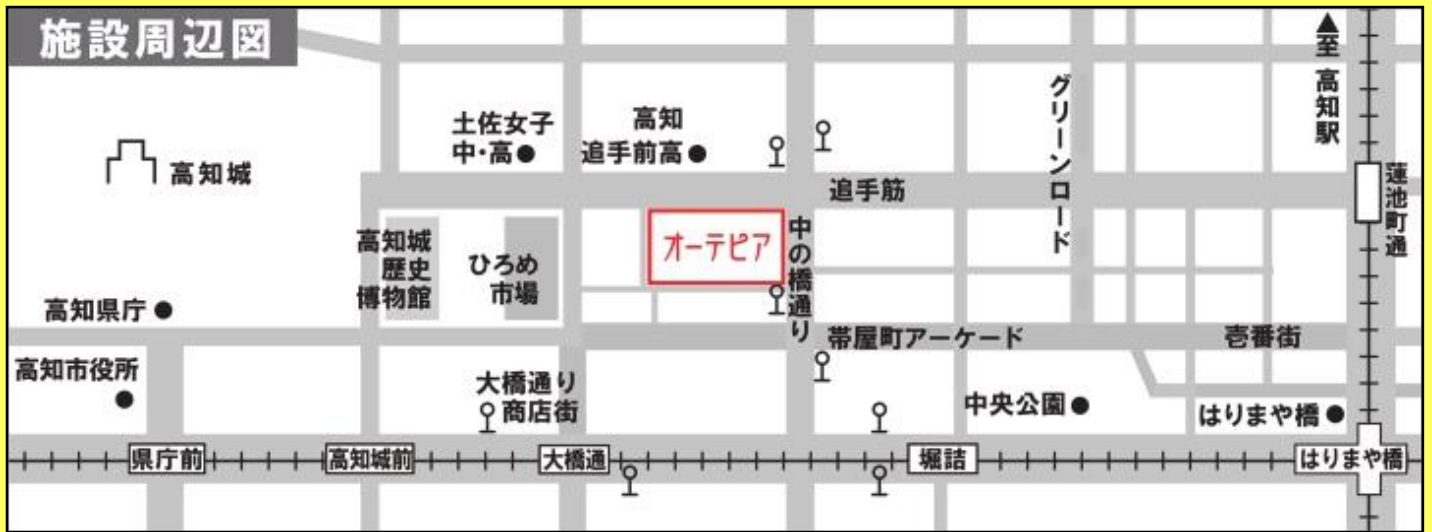 施設周辺図
▲至 高知駅
グリーンロード
土佐女子
中・高●
高知
追手前高●
高知城
追手筋
蓮池町通
オーテピア
中の橋通り
高知城
歴史
博物館
ひろめ
市場
高知県庁●
帯屋町アーケード
壱番街
高知市役所
●
大橋通り
商店街
中央公園●
はりまや橋●
県庁前
高知城前
大橋通
堀詰
はりまや橋